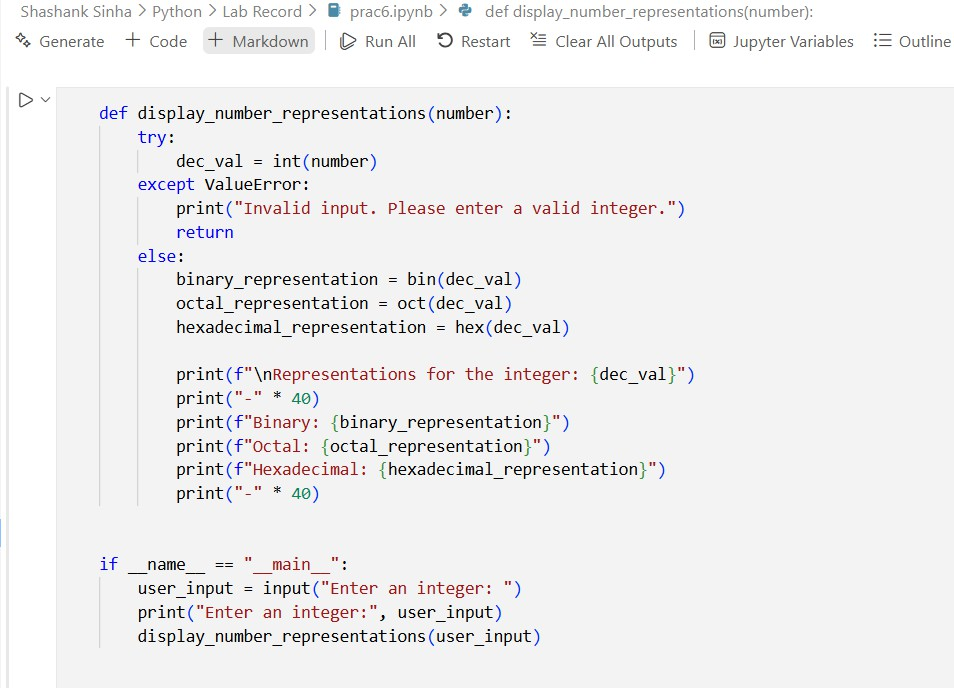 Shashank Sinha > Python > Lab Record > prac6.ipynb > def display_number_representations(number):
Generate + Code + Markdown Run All Restart Clear All Outputs Jupyter Variables Outline
def display_number_representations(number):
    try:
        dec_val = int(number)
    except ValueError:
        print("Invalid input. Please enter a valid integer.")
        return
    else:
        binary_representation = bin(dec_val)
        octal_representation = oct(dec_val)
        hexadecimal_representation = hex(dec_val)

        print(f"\nRepresentations for the integer: {dec_val}")
        print("-" * 40)
        print(f"Binary: {binary_representation}")
        print(f"Octal: {octal_representation}")
        print(f"Hexadecimal: {hexadecimal_representation}")
        print("-" * 40)


if __name__ == "__main__":
    user_input = input("Enter an integer: ")
    print("Enter an integer:", user_input)
    display_number_representations(user_input)